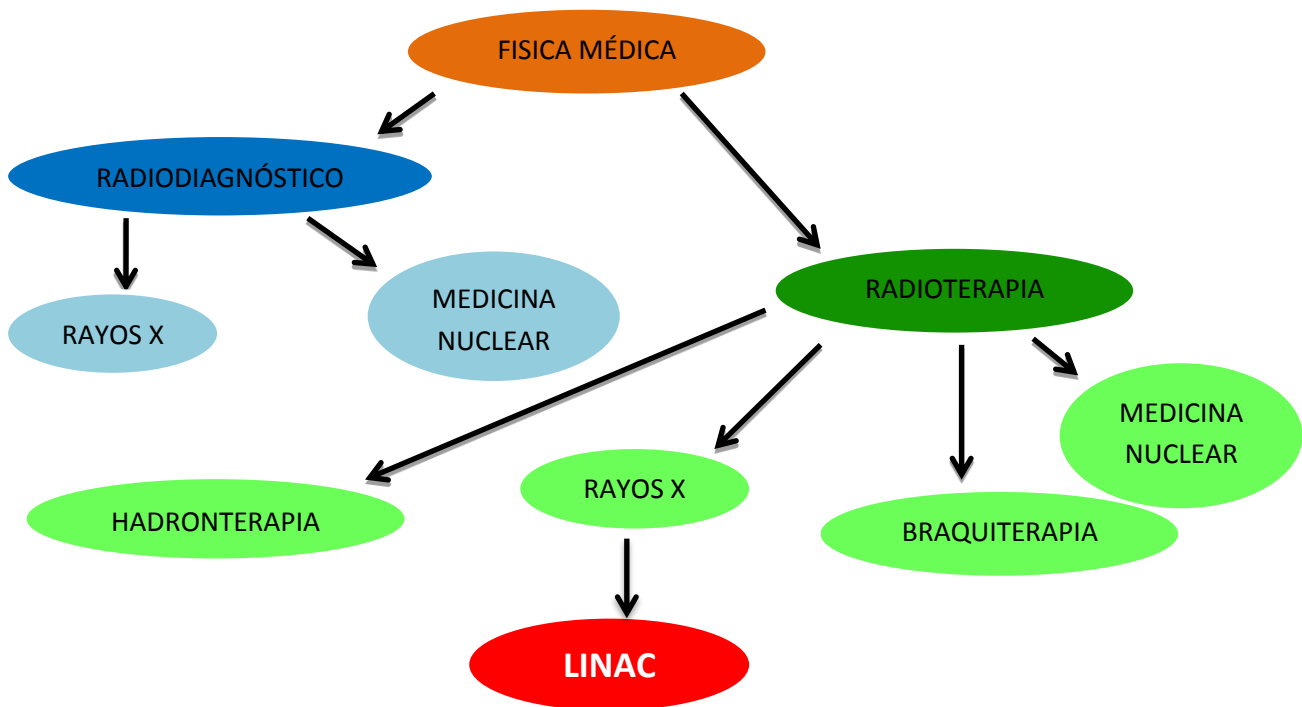 FISICA MÉDICA
RADIODIAGNÓSTICO
RAYOS X
MEDICINA
NUCLEAR
RADIOTERAPIA
HADRONTERAPIA
RAYOS X
BRAQUITERAPIA
MEDICINA
NUCLEAR
LINAC